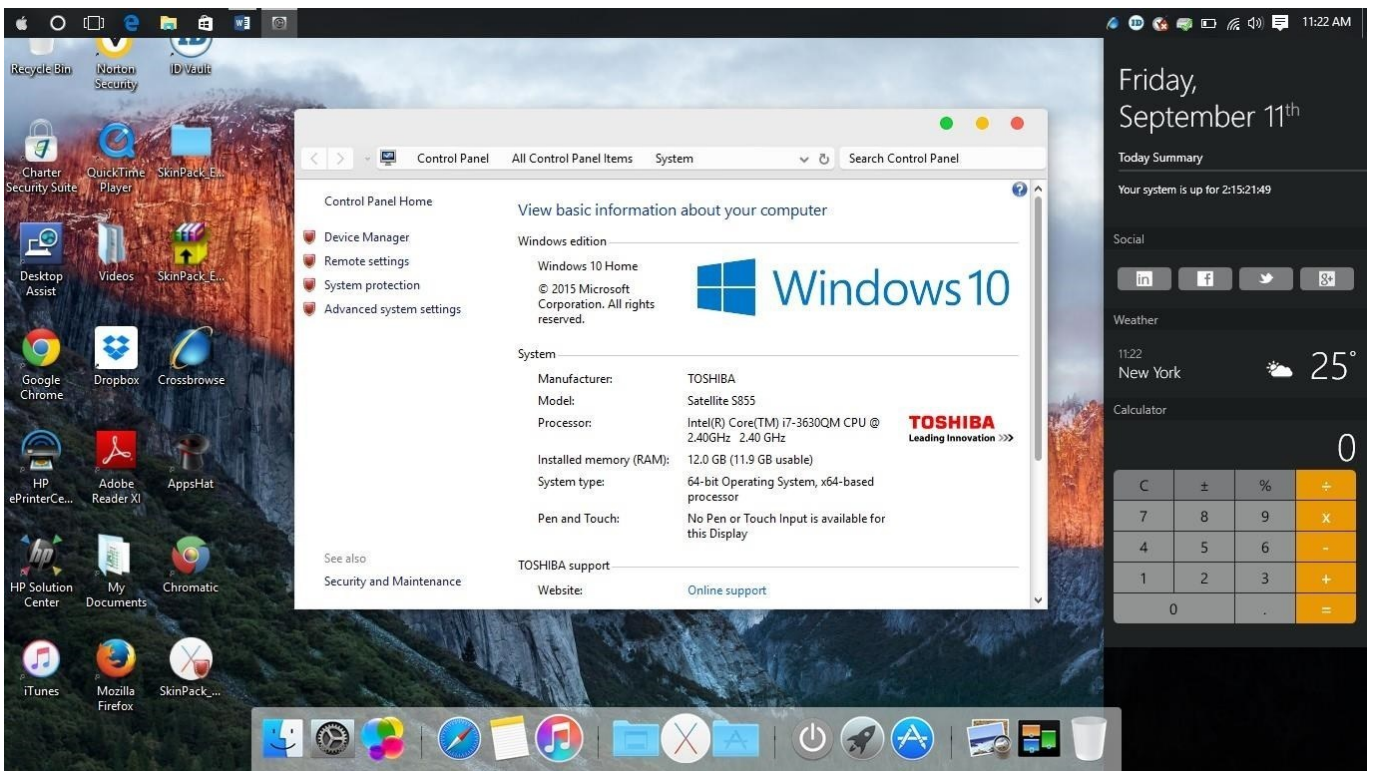 11:22 AM
Recycle Bin
Norton
Security
ID Vault
Charter
Security Suite
QuickTime
Player
SkinPack_E...
Desktop
Assist
Videos
SkinPack_E...
Google
Chrome
Dropbox
Crossbrowse
HP
ePrinterCe...
Adobe
Reader XI
AppsHat
HP Solution
Center
My
Documents
Chromatic
iTunes
Mozilla
Firefox
SkinPack_...
Control Panel
All Control Panel Items
System
Search Control Panel
Control Panel Home
Device Manager
Remote settings
System protection
Advanced system settings
See also
Security and Maintenance
View basic information about your computer
Windows edition
Windows 10 Home
© 2015 Microsoft
Corporation. All rights
reserved.
Windows 10
System
Manufacturer: TOSHIBA
Model: Satellite S855
Processor: Intel(R) Core(TM) i7-3630QM CPU @
2.40GHz 2.40 GHz
TOSHIBA
Leading Innovation >>>
Installed memory (RAM): 12.0 GB (11.9 GB usable)
System type: 64-bit Operating System, x64-based
processor
Pen and Touch: No Pen or Touch Input is available for
this Display
TOSHIBA support
Website: Online support
Friday,
September 11th
Today Summary
Your system is up for 2:15:21:49
Social
in f 8+
Weather
11:22
New York
25°
Calculator
0
C ± % ÷
7 8 9 x
4 5 6 -
1 2 3 +
0 . =